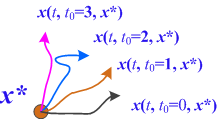 x(t, t₀=3, x*)
x(t, t₀=2, x*)
x(t, t₀=1, x*)
x*
x(t, t₀=0, x*)